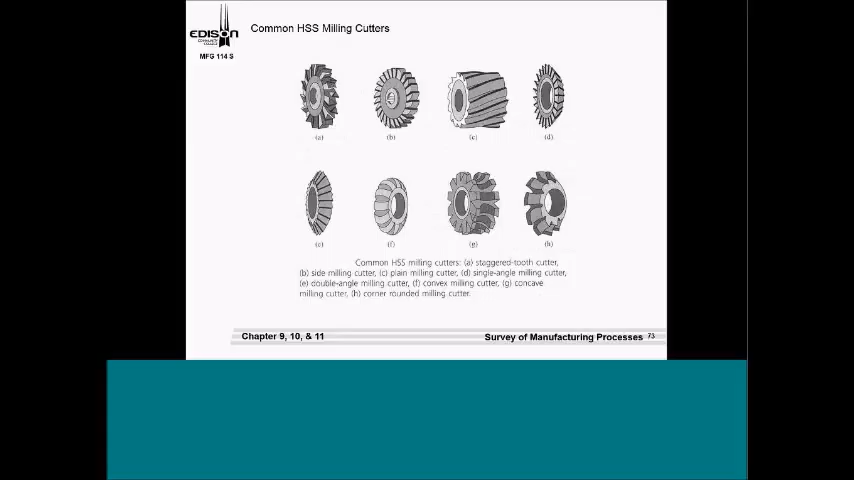 EDISON
COMMUNITY
COLLEGE
MFG 114 S
Common HSS Milling Cutters
(a) (b) (c) (d)
(e) (f) (g) (h)
Common HSS milling cutters: (a) staggered-tooth cutter,
(b) side milling cutter, (c) plain milling cutter, (d) single-angle milling cutter,
(e) double-angle milling cutter, (f) convex milling cutter, (g) concave
milling cutter, (h) corner rounded milling cutter.
Chapter 9, 10, & 11
Survey of Manufacturing Processes 73